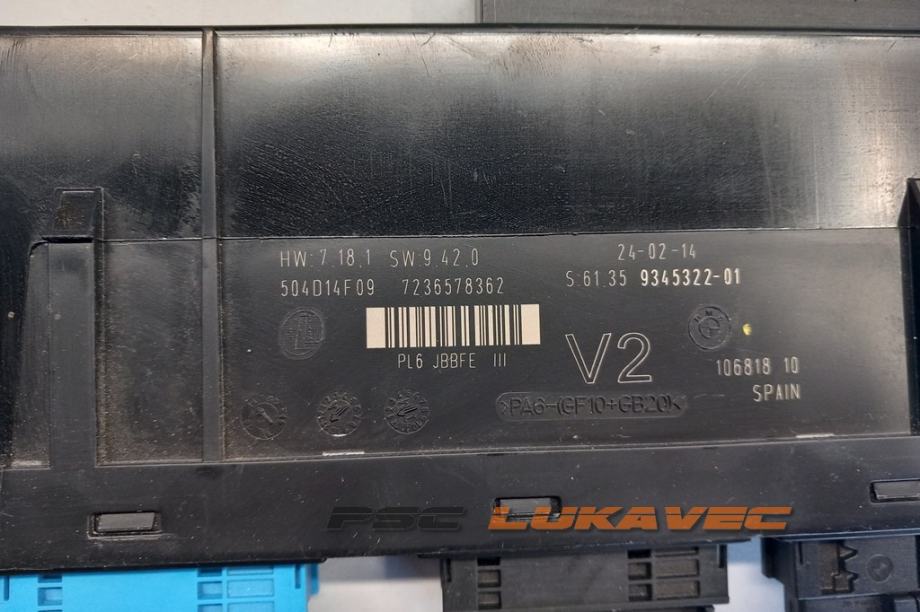 HW:7.18,1 SW:9,42,0
24-02-14
504D14F09 7236578362
S:61.35 9345322-01
PL6 JBBFE III
V2
BMW
106818 10
SPAIN
>PA6-(GF10+GB20)<
PSC LUKAVEC